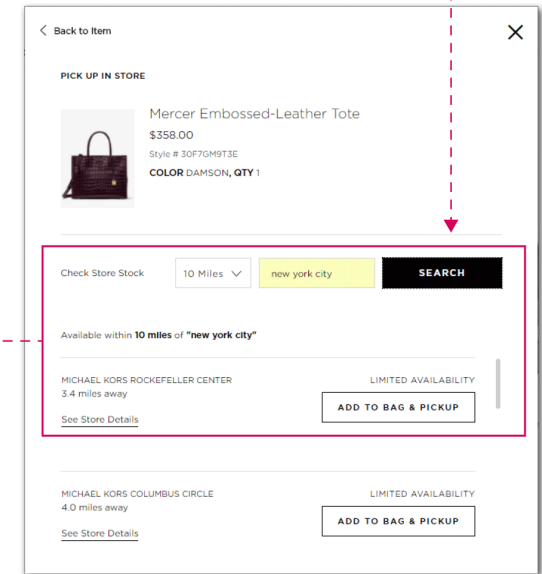 Back to Item
PICK UP IN STORE
Mercer Embossed-Leather Tote
$358.00
Style # 30F7GM9T3E
COLOR DAMSON, QTY 1
Check Store Stock 10 Miles new york city SEARCH
Available within 10 miles of "new york city"
MICHAEL KORS ROCKEFELLER CENTER LIMITED AVAILABILITY
3.4 miles away
ADD TO BAG & PICKUP
See Store Details
MICHAEL KORS COLUMBUS CIRCLE LIMITED AVAILABILITY
4.0 miles away
ADD TO BAG & PICKUP
See Store Details